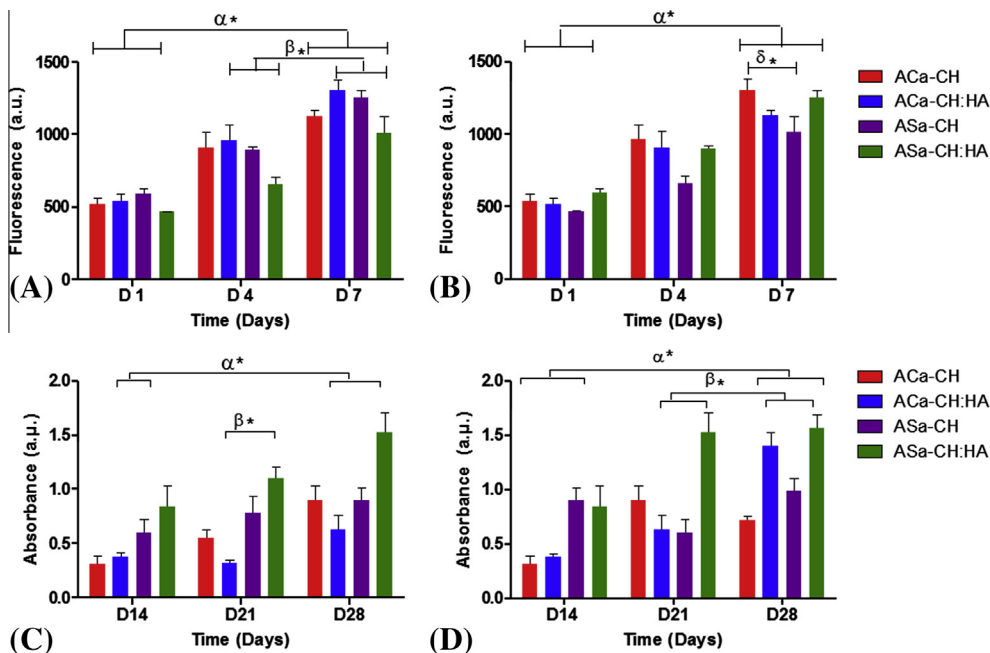 α*
β*
1500
1000
500
0
Fluorescence (a.u.)
D 1
D 4
D 7
Time (Days)
(A)
α*
δ*
1500
1000
500
0
Fluorescence (a.u.)
D 1
D 4
D 7
Time (Days)
(B)
ACa-CH
ACa-CH:HA
ASa-CH
ASa-CH:HA
α*
β*
2.0
1.5
1.0
0.5
0.0
Absorbance (a.μ.)
D14
D21
D28
Time (Days)
(C)
α*
β*
2.0
1.5
1.0
0.5
0.0
Absorbance (a.μ.)
D14
D21
D28
Time (Days)
(D)
ACa-CH
ACa-CH:HA
ASa-CH
ASa-CH:HA